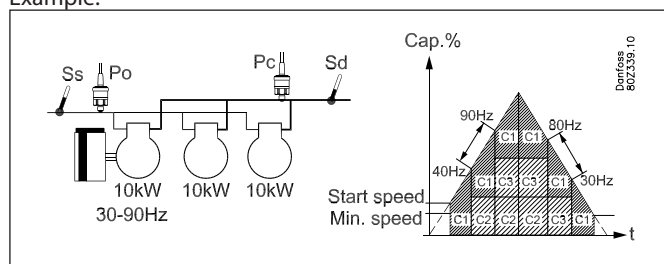 Example:
Ss
Po
Pc
Sd
10kW
10kW
10kW
30-90Hz
Cap.%
Danfoss
80Z339.10
90Hz
C1
C1
80Hz
40Hz
C1
C3
C3
C1
30Hz
Start speed
Min. speed
C1
C2
C2
C2
C3
C1
t